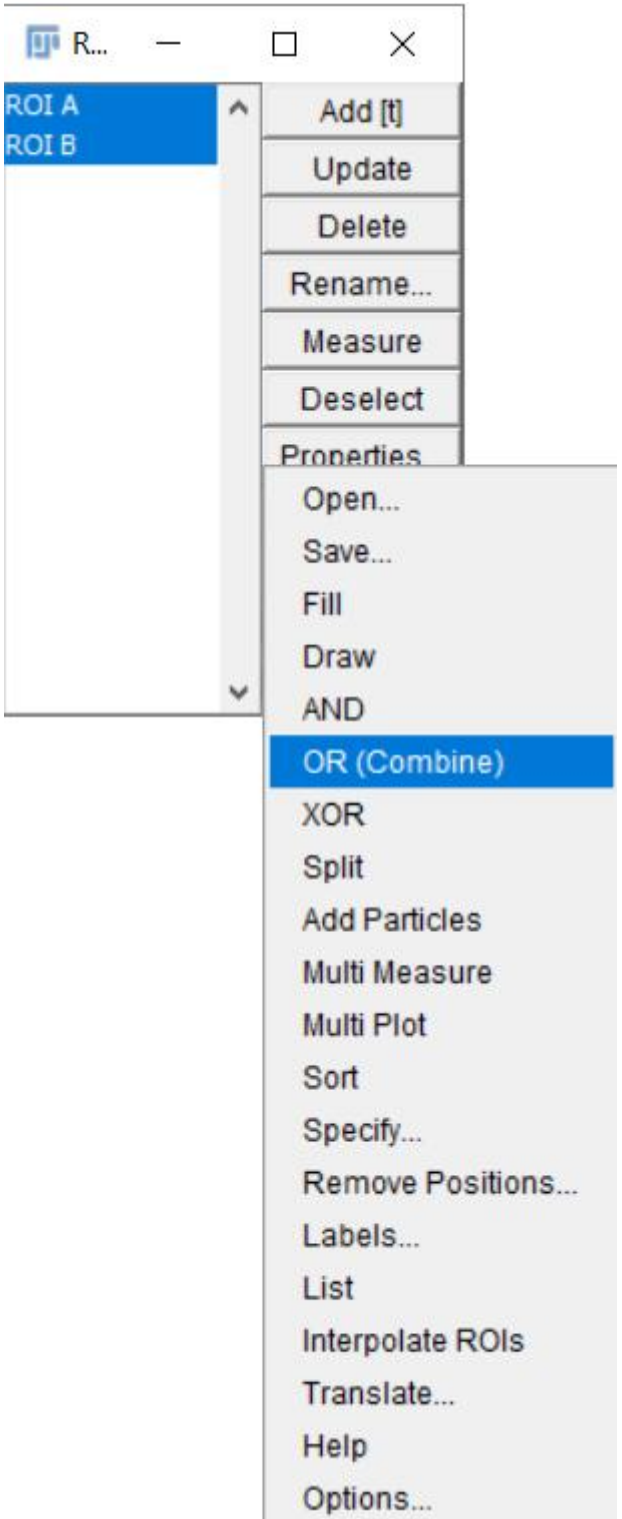 R...
ROI A
ROI B
Add [t]
Update
Delete
Rename...
Measure
Deselect
Properties
Open...
Save...
Fill
Draw
AND
OR (Combine)
XOR
Split
Add Particles
Multi Measure
Multi Plot
Sort
Specify...
Remove Positions...
Labels...
List
Interpolate ROIs
Translate...
Help
Options...